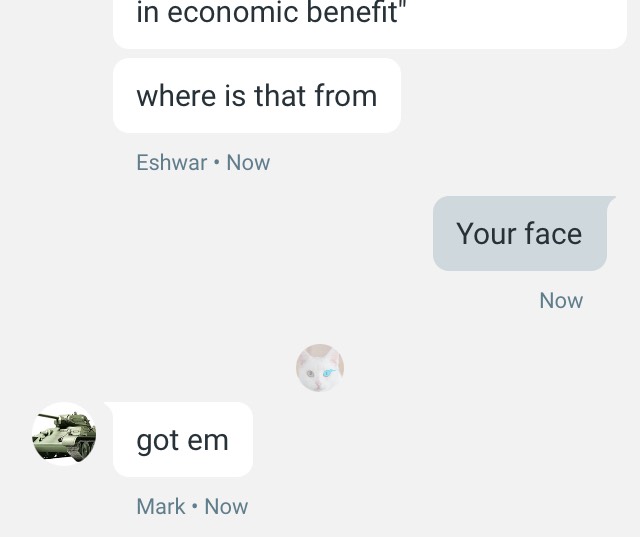 in economic benefit"
where is that from
Eshwar • Now
Your face
Now
got em
Mark • Now